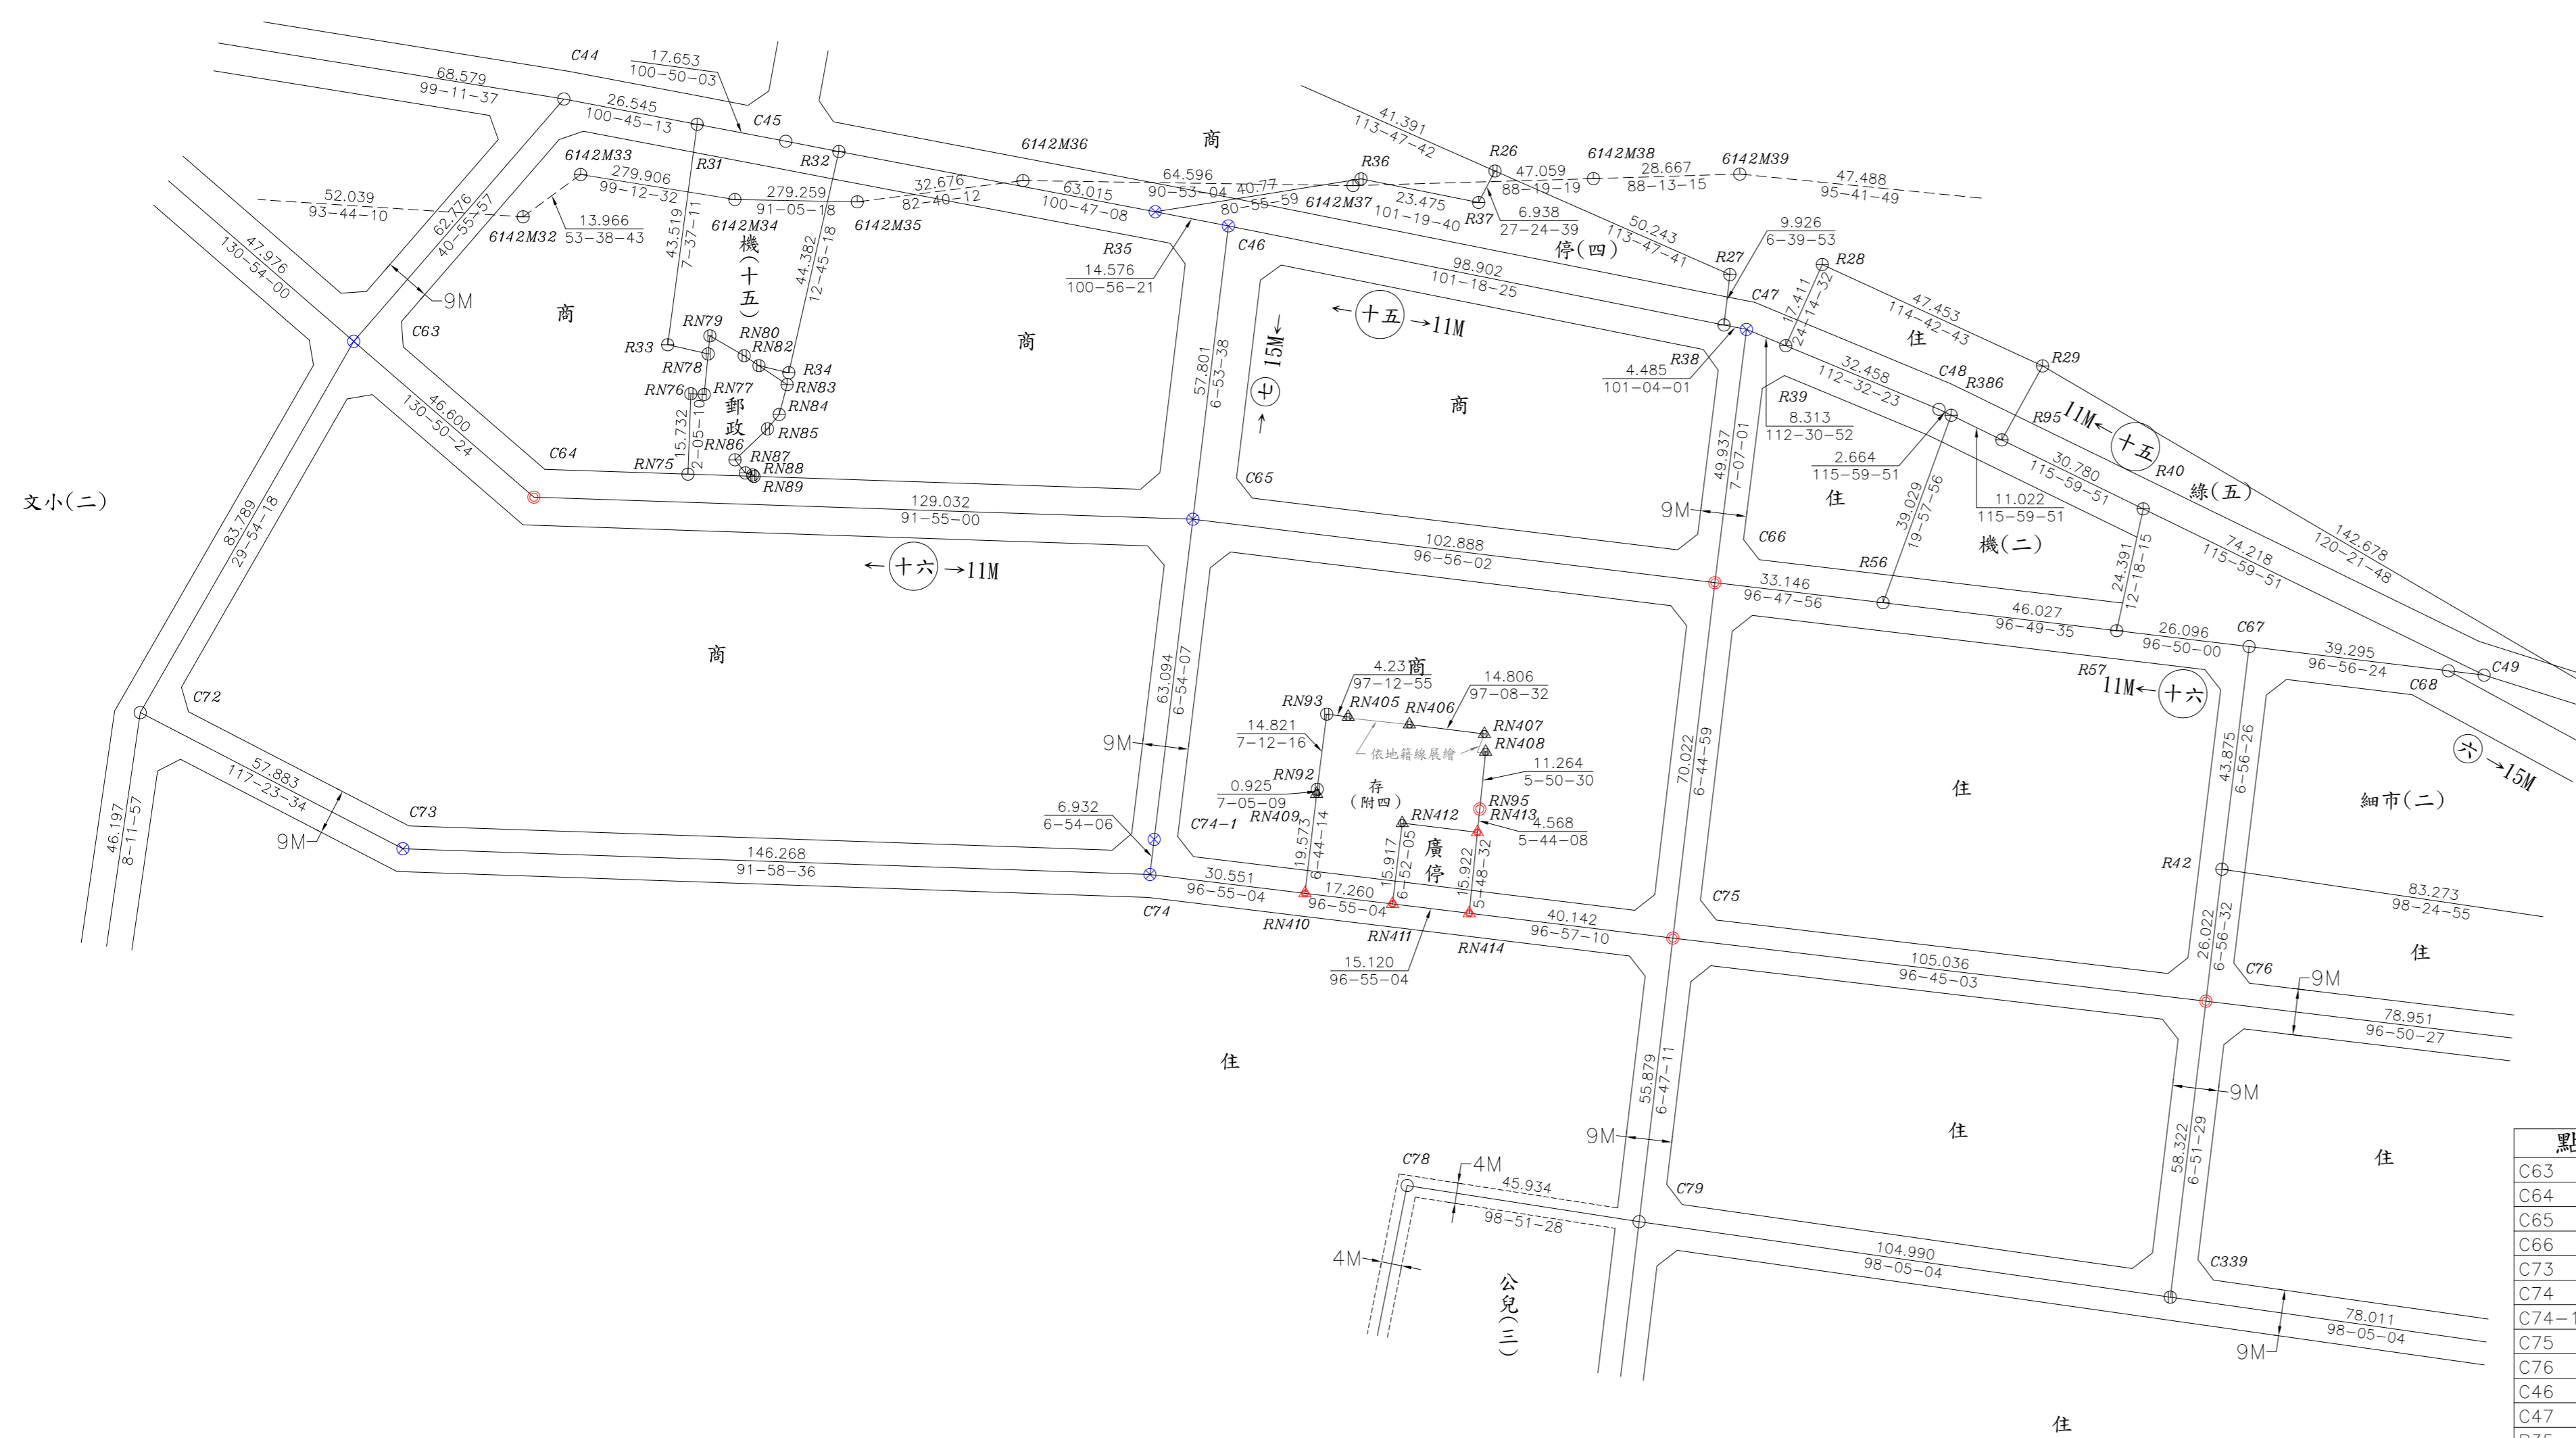 C44
17.653
100-50-03
68.579
99-11-37
26.545
100-45-13
C45
6142M33
R31
R32
6142M36
商
41.391
113-47-42
R36
R26
6142M38
6142M39
279.906
99-12-32
279.259
91-05-18
32.676
82-40-12
63.015
100-47-08
64.596
90-53-04
40.77
80-55-59
6142M37
23.475
101-19-40
R37
47.059
88-19-19
28.667
88-13-15
47.488
95-41-49
52.039
93-44-10
6142M32
13.966
53-38-43
6142M34
6142M35
R35
14.576
100-56-21
C46
6.938
27-24-39
50.243
113-47-41
停(四)
9.926
6-39-53
R27
R28
47.976
130-54-00
62.776
40-55-57
9M
43.519
7-37-11
機(十五)
44.382
12-45-18
98.902
101-18-25
C47
17.411
24-14-32
47.453
114-42-43
住
C63
商
R33
RN79
RN80
RN82
RN78
R34
RN83
RN76
RN77
RN84
郵政
RN85
RN86
RN87
RN88
RN89
RN75
15.732
2-05-10
商
57.801
6-53-38
七
15M
十五
11M
商
R38
4.485
101-04-01
R39
8.313
112-30-52
32.458
112-32-23
C48
R386
R29
R95
11M
十五
R40
綠(五)
2.664
115-59-51
11.022
115-59-51
30.780
115-59-51
住
機(二)
46.600
130-50-24
C64
文小(二)
83.789
29-54-18
129.032
91-55-00
C65
49.937
7-07-01
9M
C66
39.029
19-57-56
R56
24.391
12-18-15
74.218
115-59-51
142.678
120-21-48
十六
11M
102.888
96-56-02
33.146
96-47-56
46.027
96-49-35
26.096
96-50-00
C67
39.295
96-56-24
C68
C49
R57
11M
十六
六
15M
商
C72
63.094
6-54-07
9M
商
4.23
97-12-55
14.806
97-08-32
RN93
RN405
RN406
RN407
RN408
14.821
7-12-16
依地籍線展繪
RN92
0.925
7-05-09
RN409
存
(附四)
11.264
5-50-30
RN95
RN412
RN413
4.568
5-44-08
70.022
6-44-59
住
43.875
6-56-26
細市(二)
57.883
117-23-34
9M
C73
46.197
8-11-57
146.268
91-58-36
6.932
6-54-06
C74-1
19.573
6-44-14
15.917
6-52-05
廣停
15.922
5-48-32
C74
30.551
96-55-04
17.260
96-55-04
RN410
RN411
RN414
15.120
96-55-04
40.142
96-57-10
C75
R42
83.273
98-24-55
26.022
6-56-32
住
105.036
96-45-03
C76
9M
78.951
96-50-27
住
55.879
6-47-11
9M
住
58.322
6-51-29
9M
住
C78
4M
45.934
98-51-28
4M
C79
公兒(三)
104.990
98-05-04
C339
78.011
98-05-04
9M
住
C63
C64
C65
C66
C73
C74
C74-1
C75
C76
C46
C47